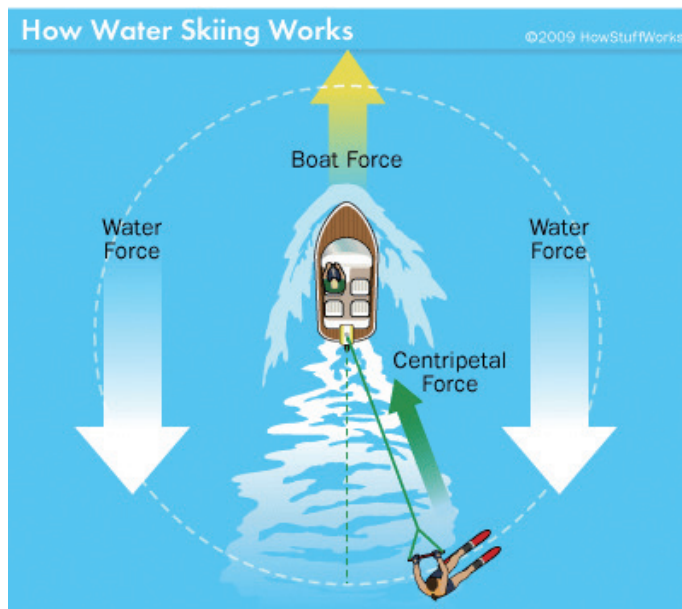 How Water Skiing Works
©2009 HowStuffWorks
Boat Force
Water
Force
Water
Force
Centripetal
Force